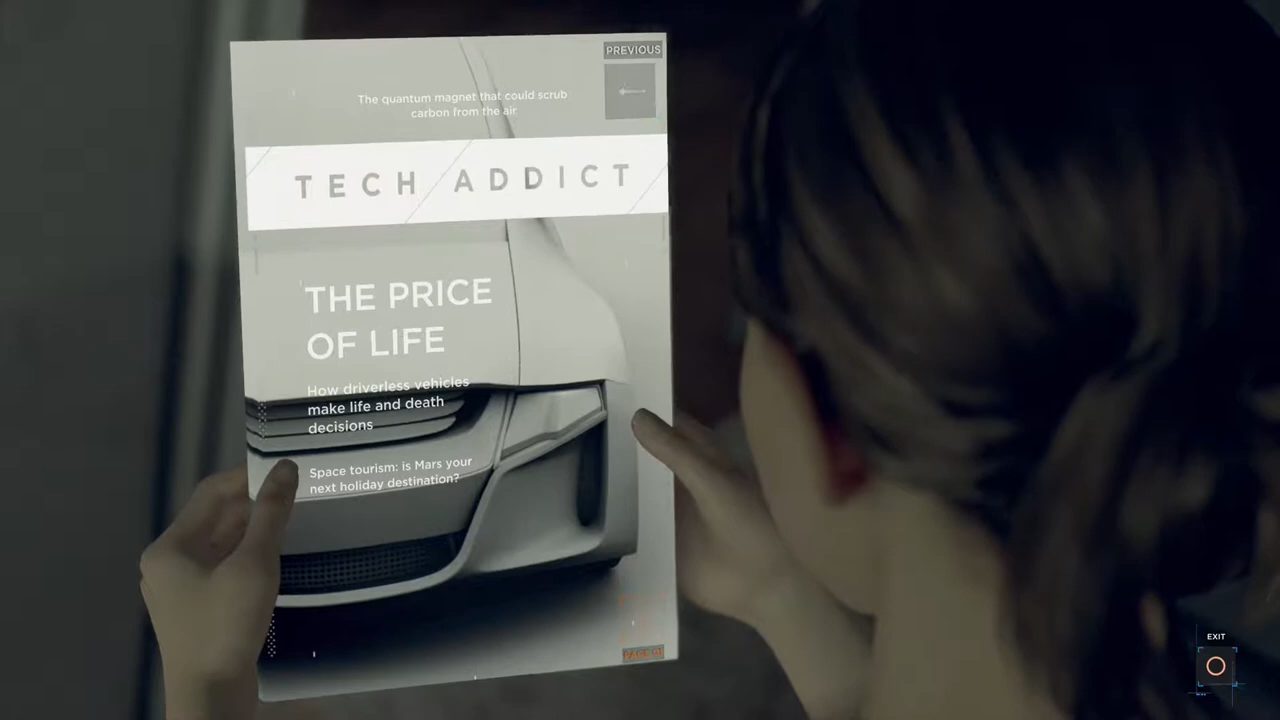 PREVIOUS
The quantum magnet that could scrub
carbon from the air
TECH ADDICT
THE PRICE
OF LIFE
How driverless vehicles
make life and death
decisions
Space tourism: is Mars your
next holiday destination?
EXIT